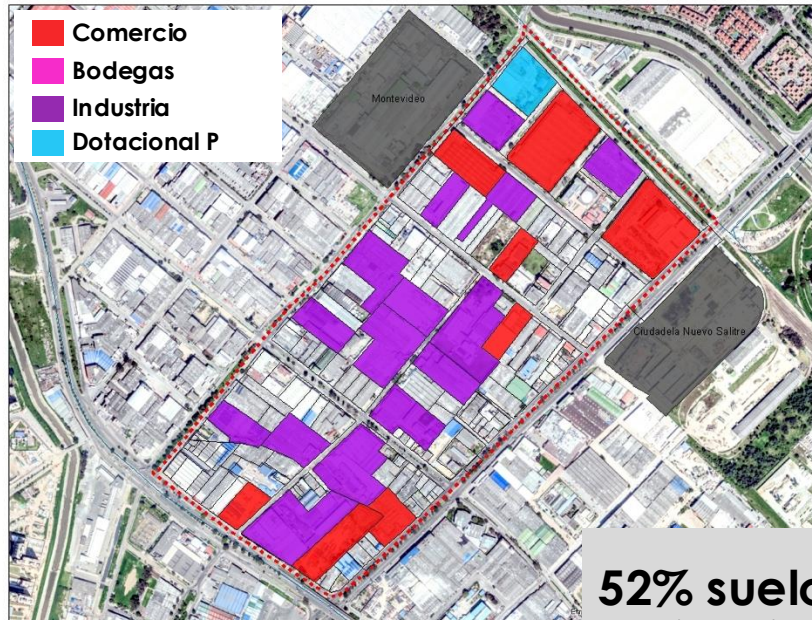 Comercio
Bodegas
Industria
Dotacional P
Montevideo
Ciudadela Nuevo Salitre
52% suelo